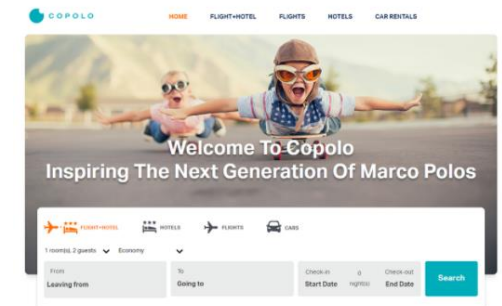 COPOLO
HOME FLIGHT+HOTEL FLIGHTS HOTELS CAR RENTALS
Welcome To Copolo
Inspiring The Next Generation Of Marco Polos
FLIGHT+HOTEL HOTELS FLIGHTS CARS
1 room(s), 2 guests Economy
From To Check-in 0 Check-out
Leaving from Going to Start Date night(s) End Date
Search